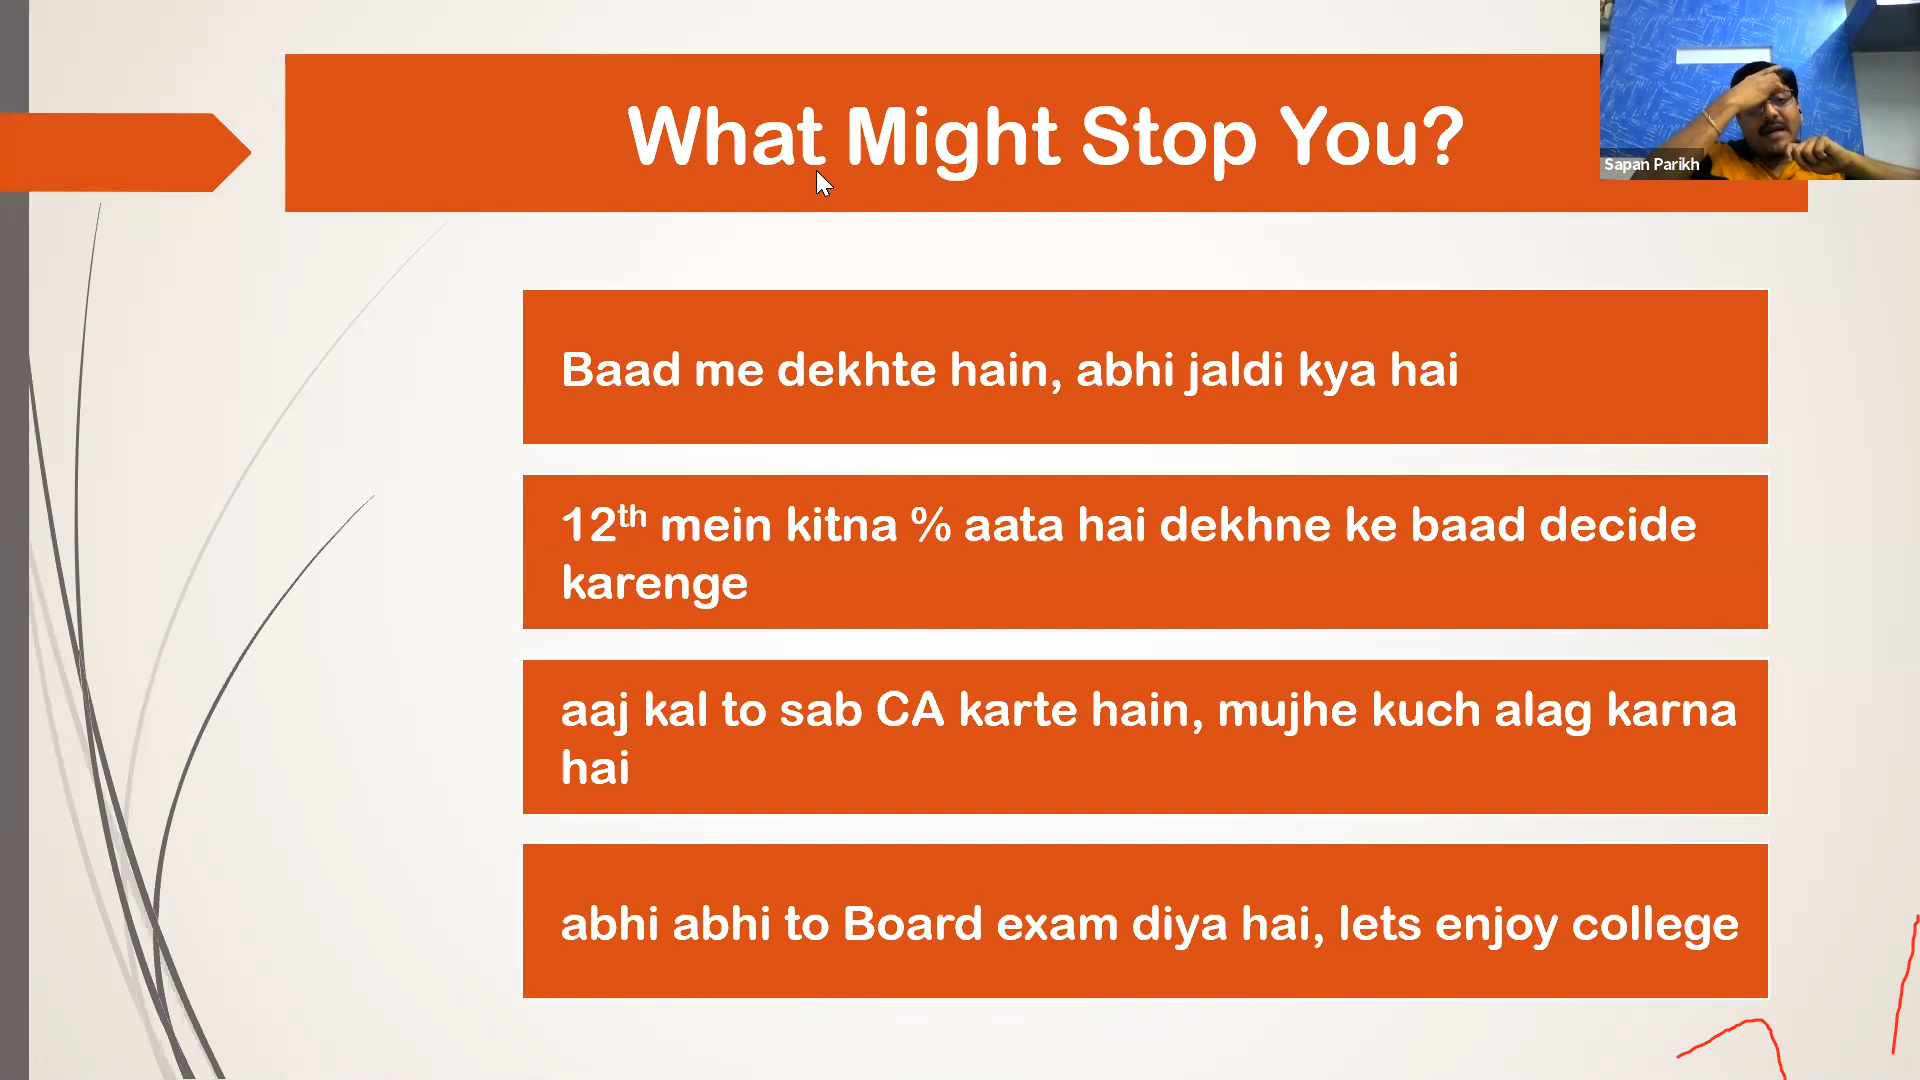 What Might Stop You?
Sapan Parikh
Baad me dekhte hain, abhi jaldi kya hai
12th mein kitna % aata hai dekhne ke baad decide
karenge
aaj kal to sab CA karte hain, mujhe kuch alag karna
hai
abhi abhi to Board exam diya hai, lets enjoy college